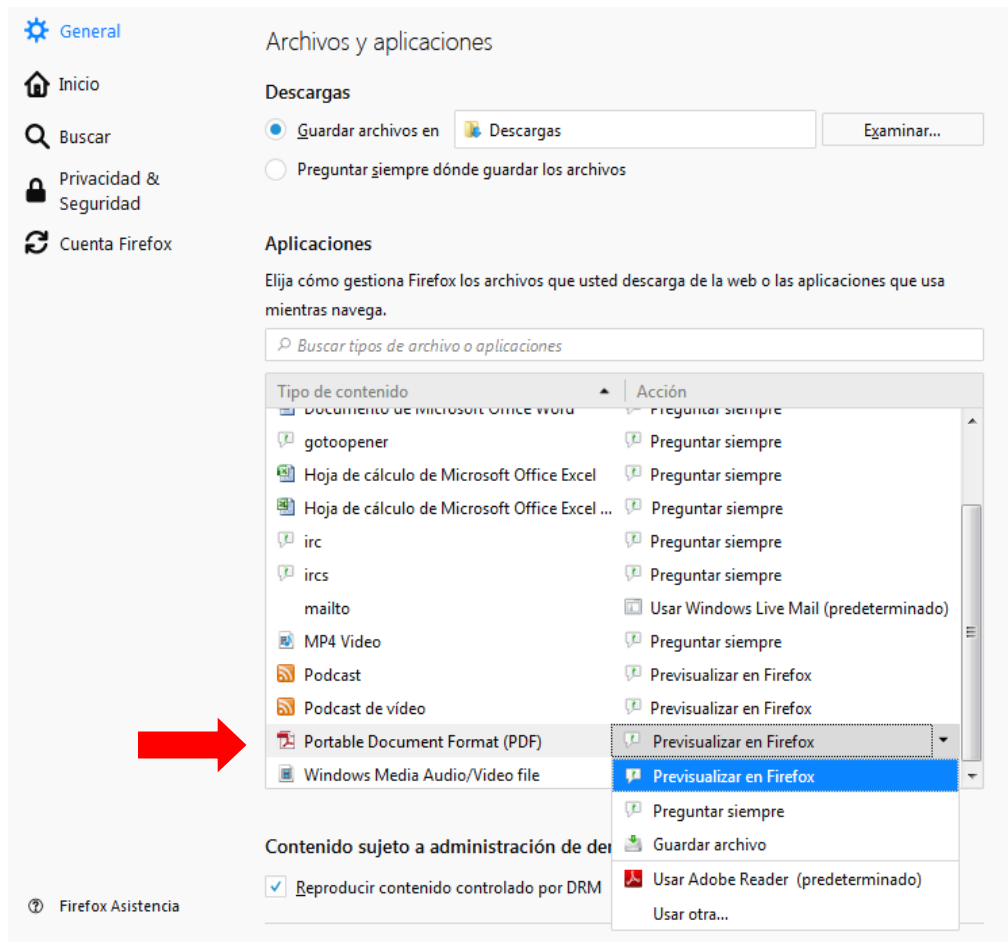 General
Inicio
Buscar
Privacidad &
Seguridad
Cuenta Firefox
Firefox Asistencia
Archivos y aplicaciones
Descargas
Guardar archivos en Descargas Examinar...
Preguntar siempre dónde guardar los archivos
Aplicaciones
Elija cómo gestiona Firefox los archivos que usted descarga de la web o las aplicaciones que usa
mientras navega.
Buscar tipos de archivo o aplicaciones
Tipo de contenido Acción
Documento de Microsoft Office Word Preguntar siempre
gotoopener Preguntar siempre
Hoja de cálculo de Microsoft Office Excel Preguntar siempre
Hoja de cálculo de Microsoft Office Excel ... Preguntar siempre
irc Preguntar siempre
ircs Preguntar siempre
mailto Usar Windows Live Mail (predeterminado)
MP4 Video Preguntar siempre
Podcast Previsualizar en Firefox
Podcast de vídeo Previsualizar en Firefox
Portable Document Format (PDF) Previsualizar en Firefox
Windows Media Audio/Video file Previsualizar en Firefox
Preguntar siempre
Contenido sujeto a administración de der Guardar archivo
Reproducir contenido controlado por DRM Usar Adobe Reader (predeterminado)
Usar otra...